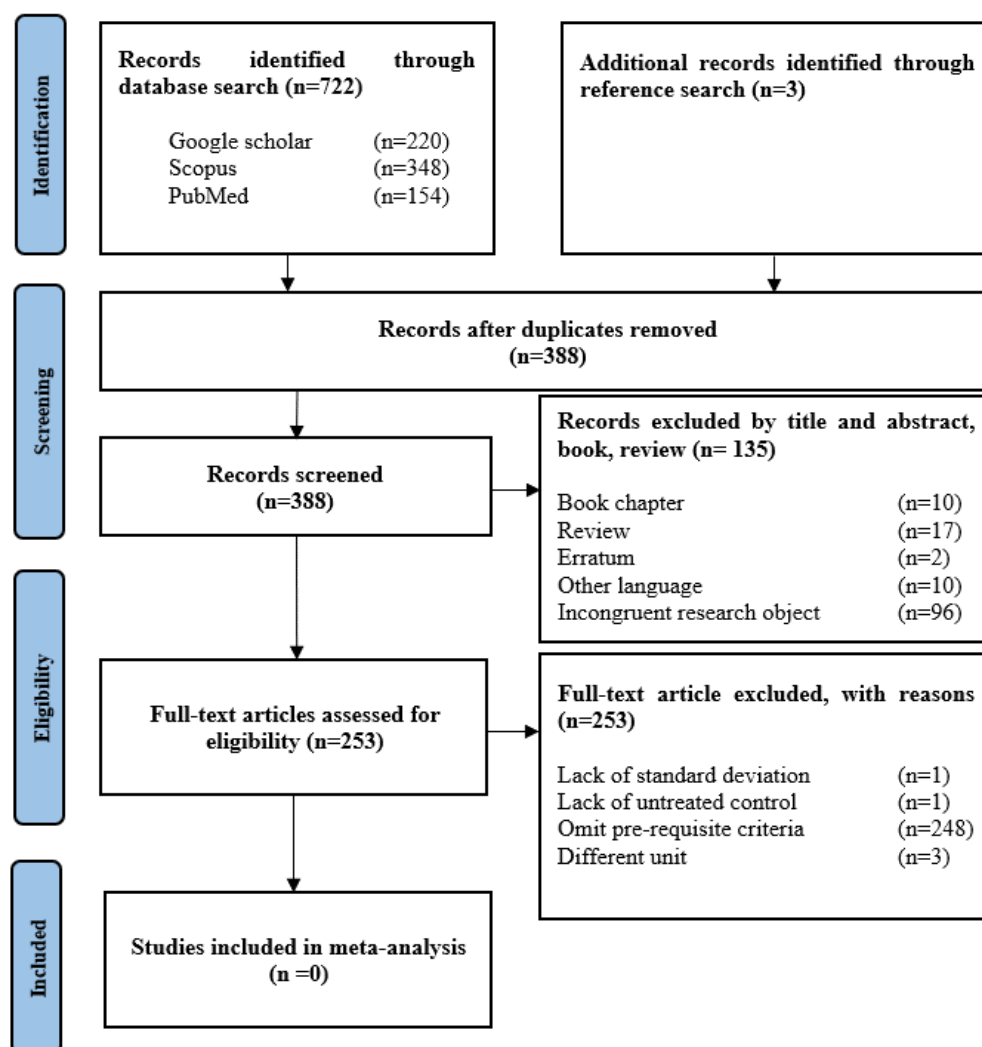 Identification
Records identified through
database search (n=722)
Google scholar (n=220)
Scopus (n=348)
PubMed (n=154)
Additional records identified through
reference search (n=3)
Screening
Records after duplicates removed
(n=388)
Records screened
(n=388)
Records excluded by title and abstract,
book, review (n= 135)
Book chapter (n=10)
Review (n=17)
Erratum (n=2)
Other language (n=10)
Incongruent research object (n=96)
Eligibility
Full-text articles assessed for
eligibility (n=253)
Full-text article excluded, with reasons
(n=253)
Lack of standard deviation (n=1)
Lack of untreated control (n=1)
Omit pre-requisite criteria (n=248)
Different unit (n=3)
Included
Studies included in meta-analysis
(n =0)